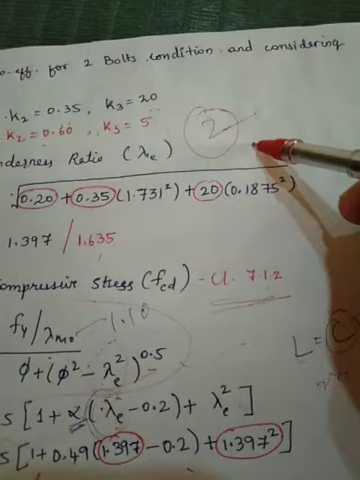 for 2 Bolts condition and considering
K₂ = 0.35, K₃ = 20
K₂ = 0.60, K₃ = 5
2
Ratio (λe)
√0.20 + 0.35 (1.731²) + 20 (0.1875²)
1.397 / 1.635
ompressive stress (fcd) - Cl. 7.1.2
fy / λmo 1.10
ϕ + (ϕ² - λe²)^0.5
L = C
s [1 + α (λe - 0.2) + λe²]
s [1 + 0.49 (1.397 - 0.2) + 1.397²]